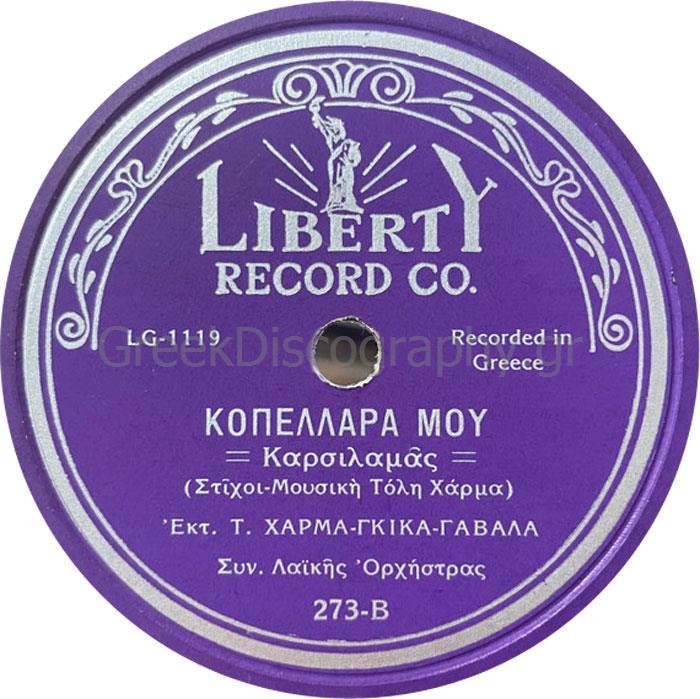 LIBERTY
RECORD CO.
LG-1119
Recorded in
Greece
GreekDiscography.gr
ΚΟΠΕΛΛΑΡΑ ΜΟΥ
= Καρσιλαμᾶς =
(Στῖχοι-Μουσικὴ Τόλη Χάρμα)
Ἐκτ. Τ. ΧΑΡΜΑ-ΓΚΙΚΑ-ΓΑΒΑΛΑ
Συν. Λαϊκῆς Ὀρχήστρας
273-B